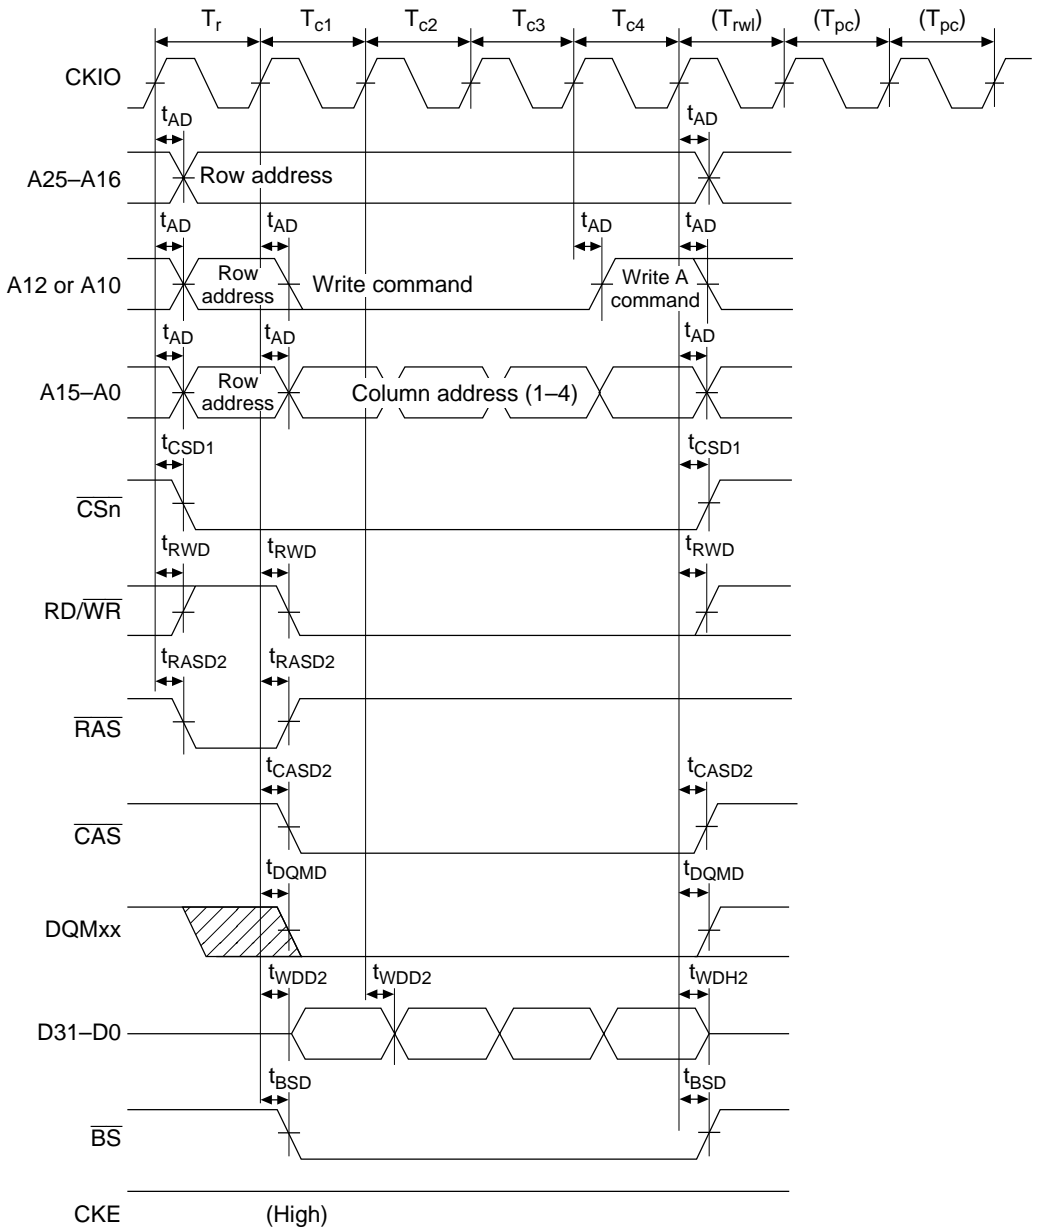 Tr Tc1 Tc2 Tc3 Tc4 (Trwl) (Tpc) (Tpc)
CKIO
tAD tAD
A25–A16 Row address
tAD tAD tAD tAD
A12 or A10 Row address Write command Write A command
tAD tAD tAD
A15–A0 Row address Column address (1–4)
tCSD1 tCSD1
CSn
tRWD tRWD tRWD
RD/WR
tRASD2 tRASD2
RAS
tCASD2 tCASD2
CAS
tDQMD tDQMD
DQMxx
tWDD2 tWDD2 tWDH2
D31–D0
tBSD tBSD
BS
CKE (High)